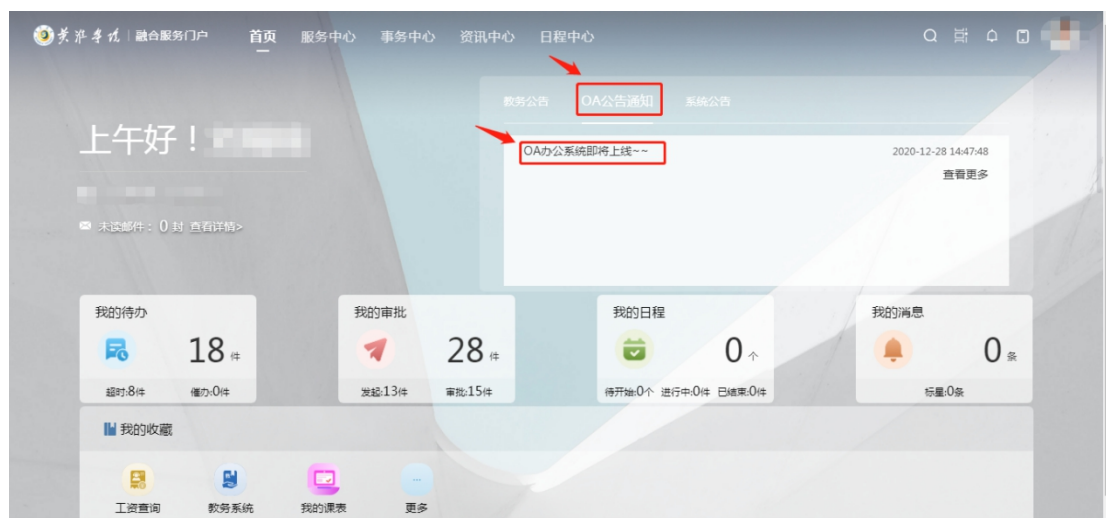 黄淮学院 融合服务门户 首页 服务中心 事务中心 资讯中心 日程中心
教务公告 OA公告通知 系统公告
上午好！
OA办公系统即将上线~~ 2020-12-28 14:47:48
查看更多
未读邮件：0封 查看详情>
我的待办 我的审批 我的日程 我的消息
18 件 28 件 0 个 0 条
超时:8件 催办:0件 发起:13件 审批:15件 待开始:0个 进行中:0件 已结束:0件 标星:0条
我的收藏
工资查询 教务系统 我的课表 更多